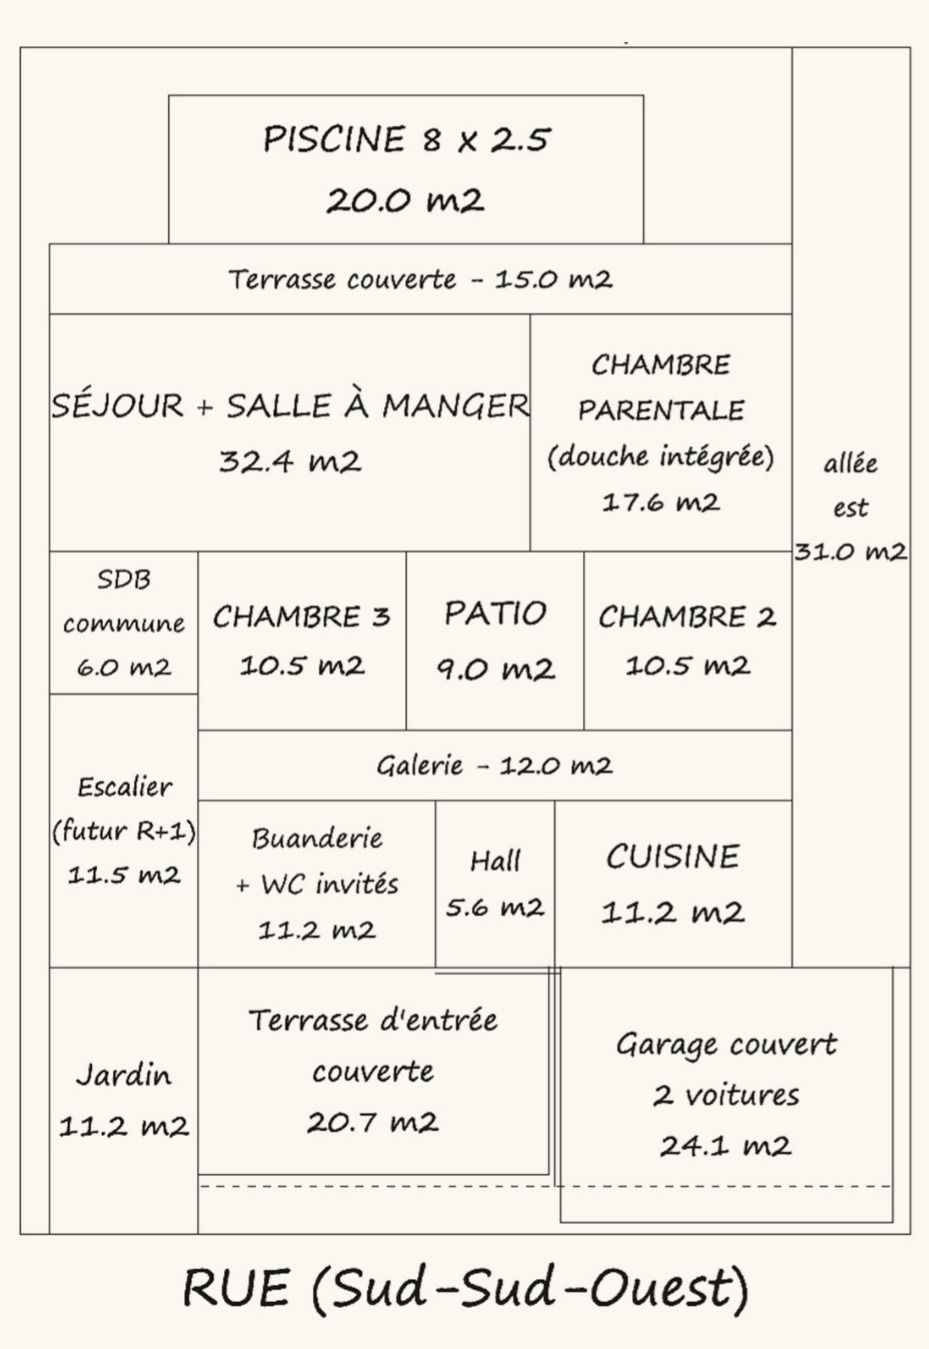 PISCINE 8 x 2.5
20.0 m2
Terrasse couverte - 15.0 m2
SÉJOUR + SALLE À MANGER
32.4 m2
CHAMBRE
PARENTALE
(douche intégrée)
17.6 m2
allée
est
31.0 m2
SDB
commune
6.0 m2
CHAMBRE 3
10.5 m2
PATIO
9.0 m2
CHAMBRE 2
10.5 m2
Galerie - 12.0 m2
Escalier
(futur R+1)
11.5 m2
Buanderie
+ WC invités
11.2 m2
Hall
5.6 m2
CUISINE
11.2 m2
Jardin
11.2 m2
Terrasse d'entrée
couverte
20.7 m2
Garage couvert
2 voitures
24.1 m2
RUE (Sud-Sud-Ouest)